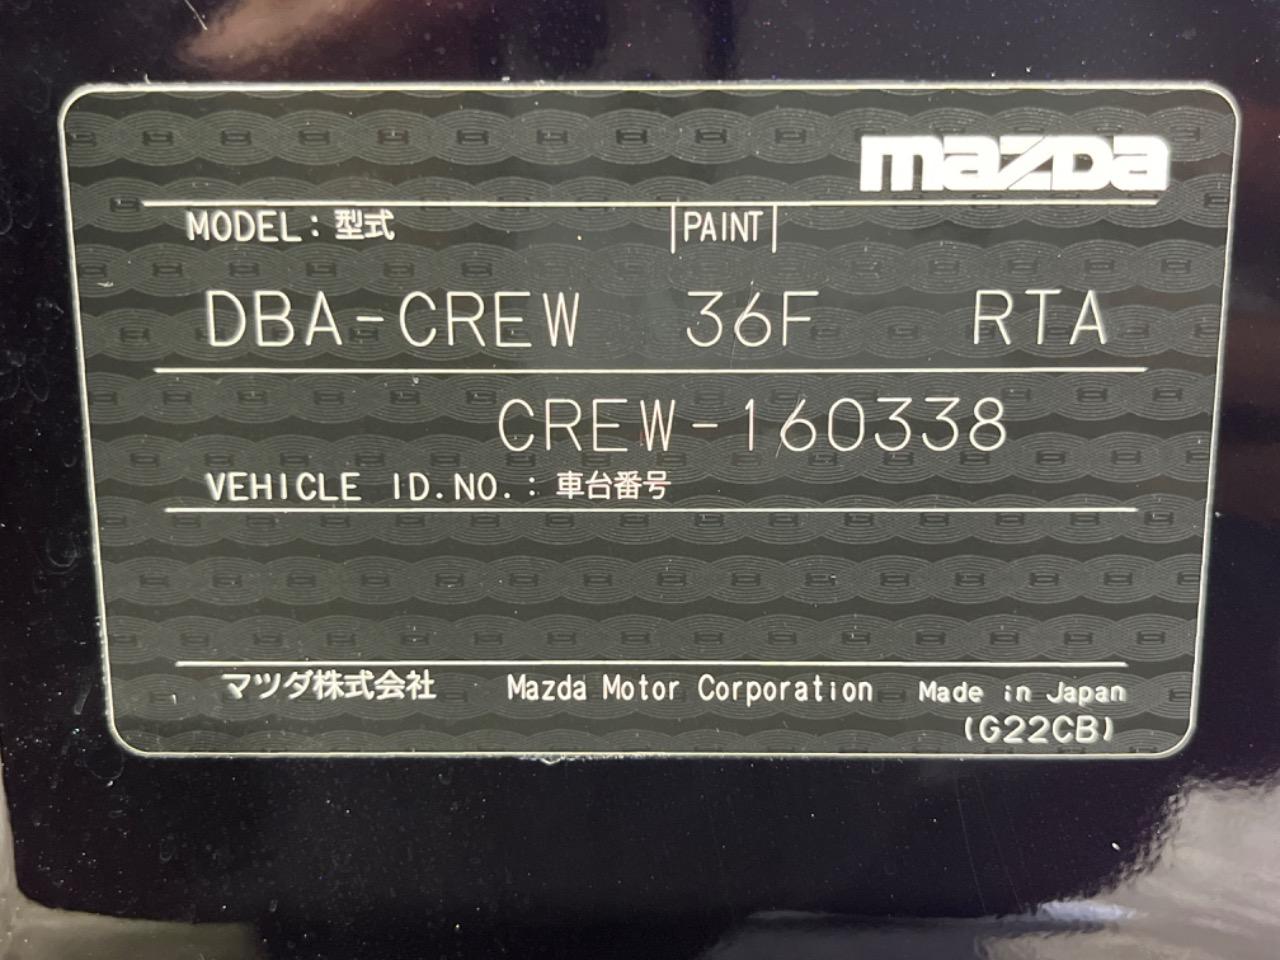 mazda
MODEL: 型式 PAINT
DBA-CREW 36F RTA
CREW-160338
VEHICLE ID.NO.: 車台番号
マツダ株式会社 Mazda Motor Corporation Made in Japan
(G22CB)